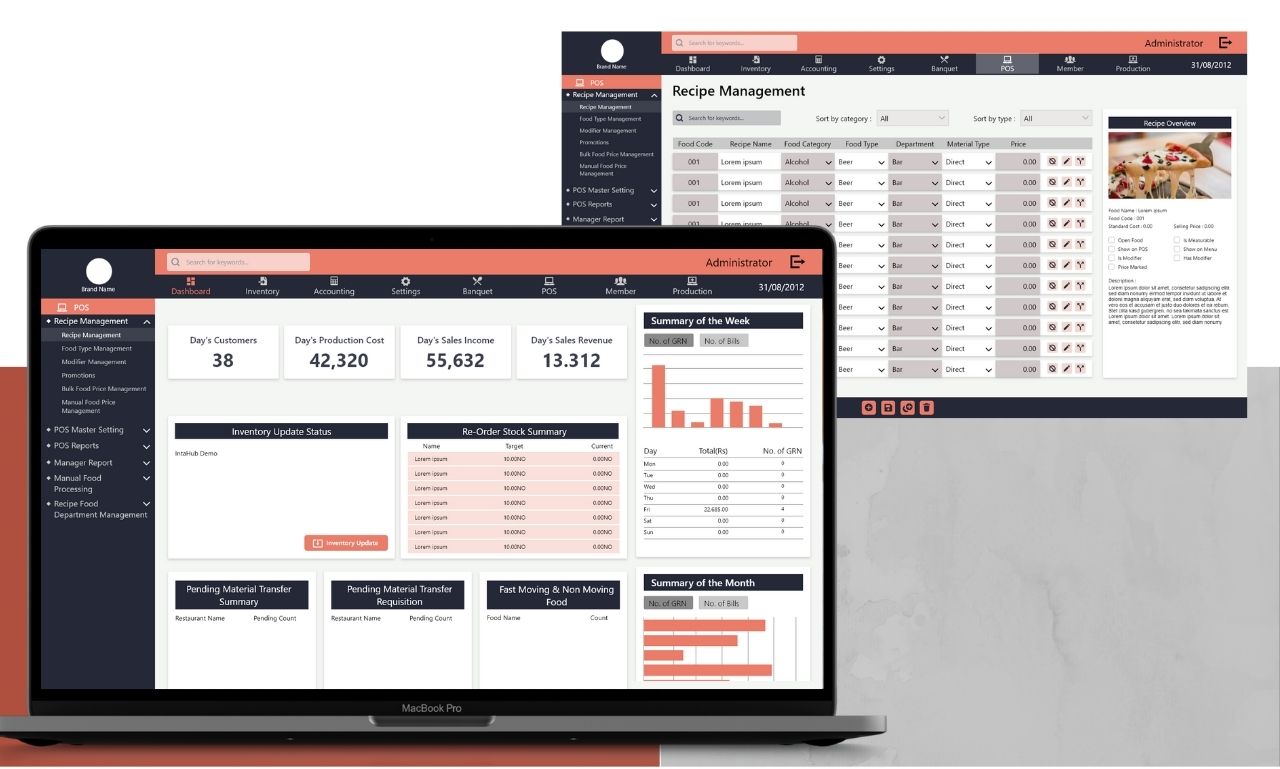 Search for keywords...
Administrator
Brand Name
Dashboard
Inventory
Accounting
Settings
Banquet
POS
Member
Production
31/08/2012
POS
Recipe Management
Recipe Management
Food Type Management
Modifier Management
Promotions
Bulk Food Price Management
Manual Food Price
Management
POS Master Setting
POS Reports
Manager Report
Recipe Management
Search for keywords...
Sort by category : All
Sort by type : All
Food Code Recipe Name Food Category Food Type Department Material Type Price
001 Lorem ipsum Alcohol Beer Bar Direct 0.00
001 Lorem ipsum Alcohol Beer Bar Direct 0.00
001 Lorem ipsum Alcohol Beer Bar Direct 0.00
001 Lorem ipsum Alcohol Beer Bar Direct 0.00
Beer Bar Direct 0.00
Beer Bar Direct 0.00
Beer Bar Direct 0.00
Beer Bar Direct 0.00
Beer Bar Direct 0.00
Beer Bar Direct 0.00
Beer Bar Direct 0.00
Recipe Overview
Food Name : Lorem ipsum
Food Code : 001
Standard Cost : 0.00 Selling Price : 0.00
Open Food Is Measurable
Show on POS Show on Menu
Is Modifier Has Modifier
Price Marked
Description :
Lorem ipsum dolor sit amet, consetetur sadipscing elitr,
sed diam nonumy eirmod tempor invidunt ut labore et
dolore magna aliquyam erat, sed diam voluptua. At
vero eos et accusam et justo duo dolores et ea rebum.
Stet clita kasd gubergren, no sea takimata sanctus est
Lorem ipsum dolor sit amet. Lorem ipsum dolor sit
amet, consetetur sadipscing elitr, sed diam nonumy
Search for keywords...
Administrator
Brand Name
Dashboard
Inventory
Accounting
Settings
Banquet
POS
Member
Production
31/08/2012
POS
Recipe Management
Recipe Management
Food Type Management
Modifier Management
Promotions
Bulk Food Price Management
Manual Food Price
Management
POS Master Setting
POS Reports
Manager Report
Manual Food
Processing
Recipe Food
Department Management
Day's Customers
38
Day's Production Cost
42,320
Day's Sales Income
55,632
Day's Sales Revenue
13.312
Inventory Update Status
IntaHub Demo
Inventory Update
Re-Order Stock Summary
Name Target Current
Lorem ipsum 10.00NO 0.00NO
Lorem ipsum 10.00NO 0.00NO
Lorem ipsum 10.00NO 0.00NO
Lorem ipsum 10.00NO 0.00NO
Lorem ipsum 10.00NO 0.00NO
Lorem ipsum 10.00NO 0.00NO
Lorem ipsum 10.00NO 0.00NO
Summary of the Week
No. of GRN No. of Bills
Day Total(Rs) No. of GRN
Mon 0.00 0
Tue 0.00 0
Wed 0.00 0
Thu 0.00 0
Fri 22,685.00 4
Sat 0.00 0
Sun 0.00 0
Pending Material Transfer
Summary
Restaurant Name Pending Count
Pending Material Transfer
Requisition
Restaurant Name Pending Count
Fast Moving & Non Moving
Food
Food Name Count
Summary of the Month
No. of GRN No. of Bills
MacBook Pro